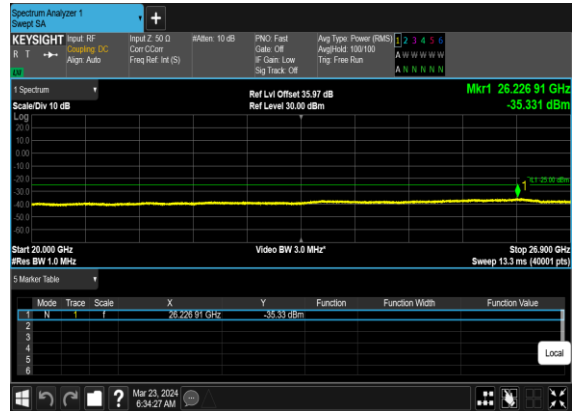 Spectrum Analyzer 1
Swept SA
+
KEYSIGHT Input: RF Input Z: 50 Ω #Atten: 10 dB PNO: Fast Avg Type: Power (RMS) 1 2 3 4 5 6
R T Coupling: DC Corr CCorr Gate: Off Avg|Hold: 100/100 A W W W W W
Align: Auto Freq Ref: Int (S) IF Gain: Low Trig: Free Run
Sig Track: Off A N N N N N
1 Spectrum Ref Lvl Offset 35.97 dB Mkr1 26.226 91 GHz
Scale/Div 10 dB Ref Level 30.00 dBm -35.331 dBm
Log
20.0
10.0
0.00
-10.0
-20.0
DL1 -25.00 dBm
1
-30.0
-40.0
-50.0
-60.0
Start 20.000 GHz Video BW 3.0 MHz* Stop 26.900 GHz
#Res BW 1.0 MHz Sweep 13.3 ms (40001 pts)
5 Marker Table
Mode Trace Scale X Y Function Function Width Function Value
1 N 1 f 26.226 91 GHz -35.33 dBm
2
3
4
5
6
Local
? Mar 23, 2024
6:34:27 AM